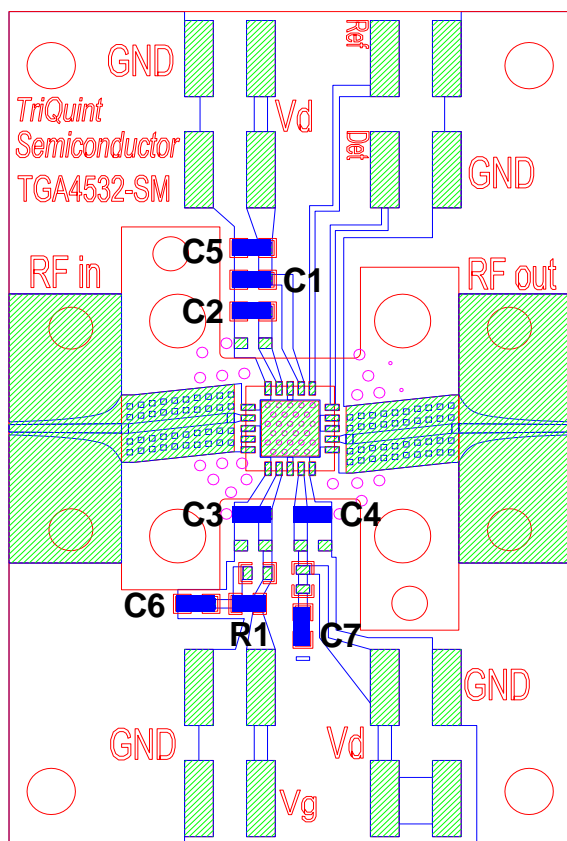 GND
Ref
TriQuint
Vd
Semiconductor
Det
TGA4532-SM
GND
C5
RF in
C1
RF out
C2
C3
C4
C6
R1
C7
GND
GND
Vd
Vg